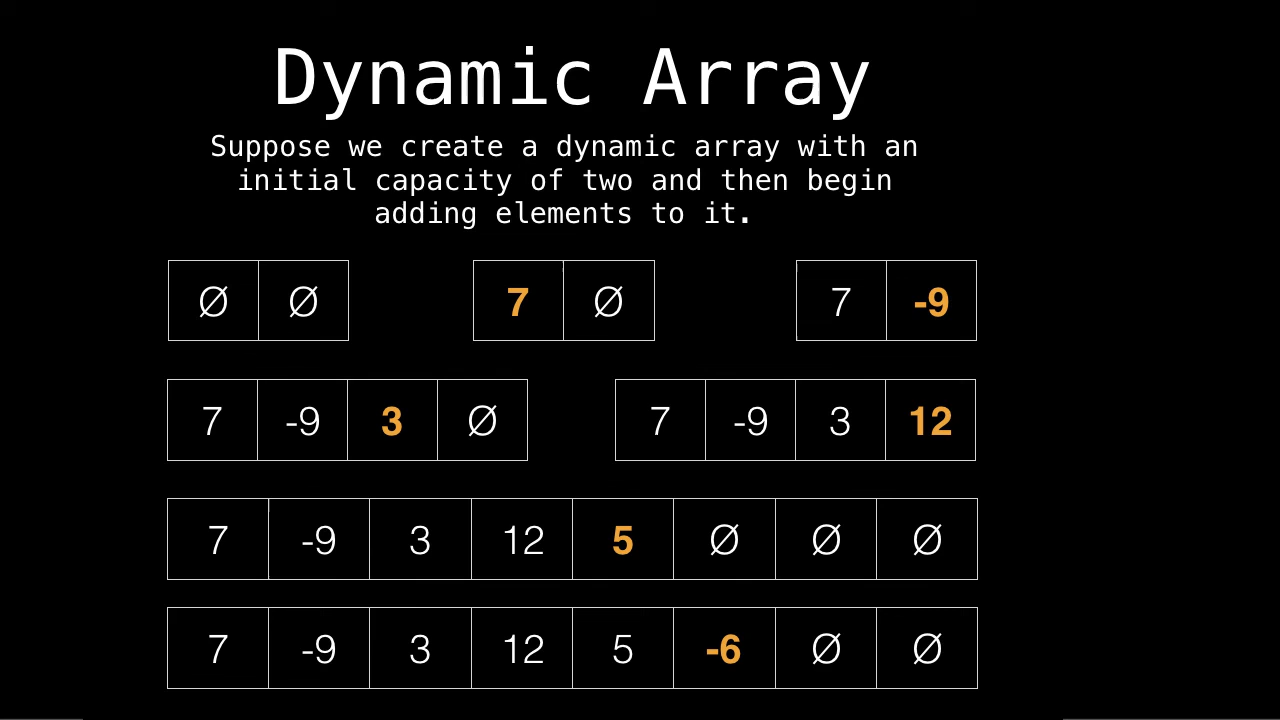 Dynamic Array
Suppose we create a dynamic array with an
initial capacity of two and then begin
adding elements to it.
Ø Ø 7 Ø 7 -9
7 -9 3 Ø 7 -9 3 12
7 -9 3 12 5 Ø Ø Ø
7 -9 3 12 5 -6 Ø Ø